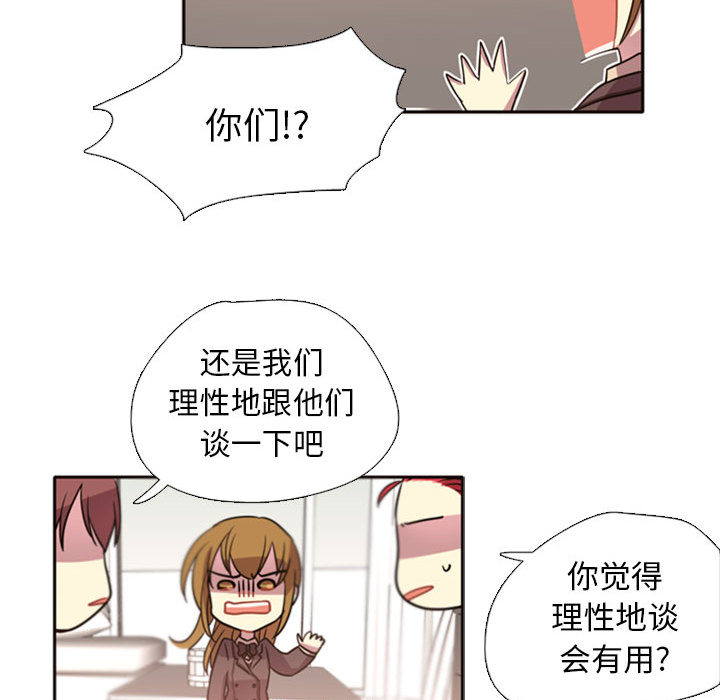 你们!?
还是我们
理性地跟他们
谈一下吧
你觉得
理性地谈
会有用?